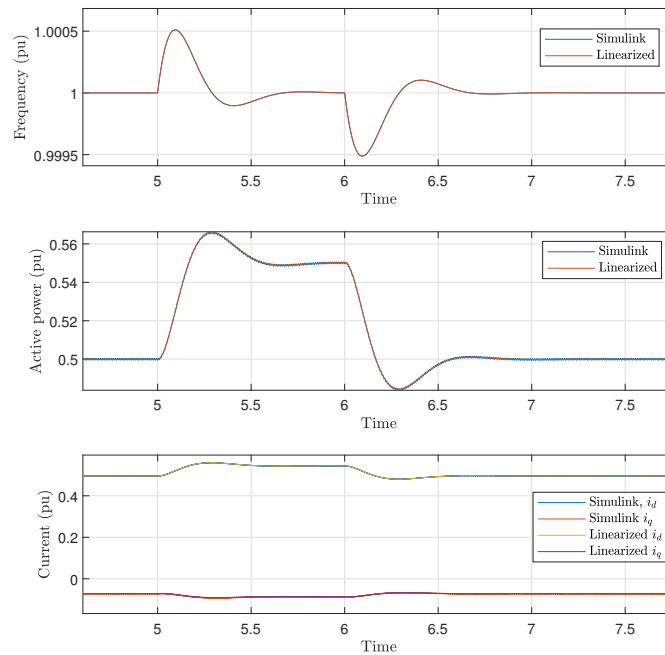 Frequency (pu)
1.0005
1
0.9995
Simulink
Linearized
5
5.5
6
6.5
7
7.5
Time
Active power (pu)
0.56
0.54
0.52
0.5
Simulink
Linearized
5
5.5
6
6.5
7
7.5
Time
Current (pu)
0.4
0.2
0
Simulink, i_d
Simulink i_q
Linearized i_d
Linearized i_q
5
5.5
6
6.5
7
7.5
Time